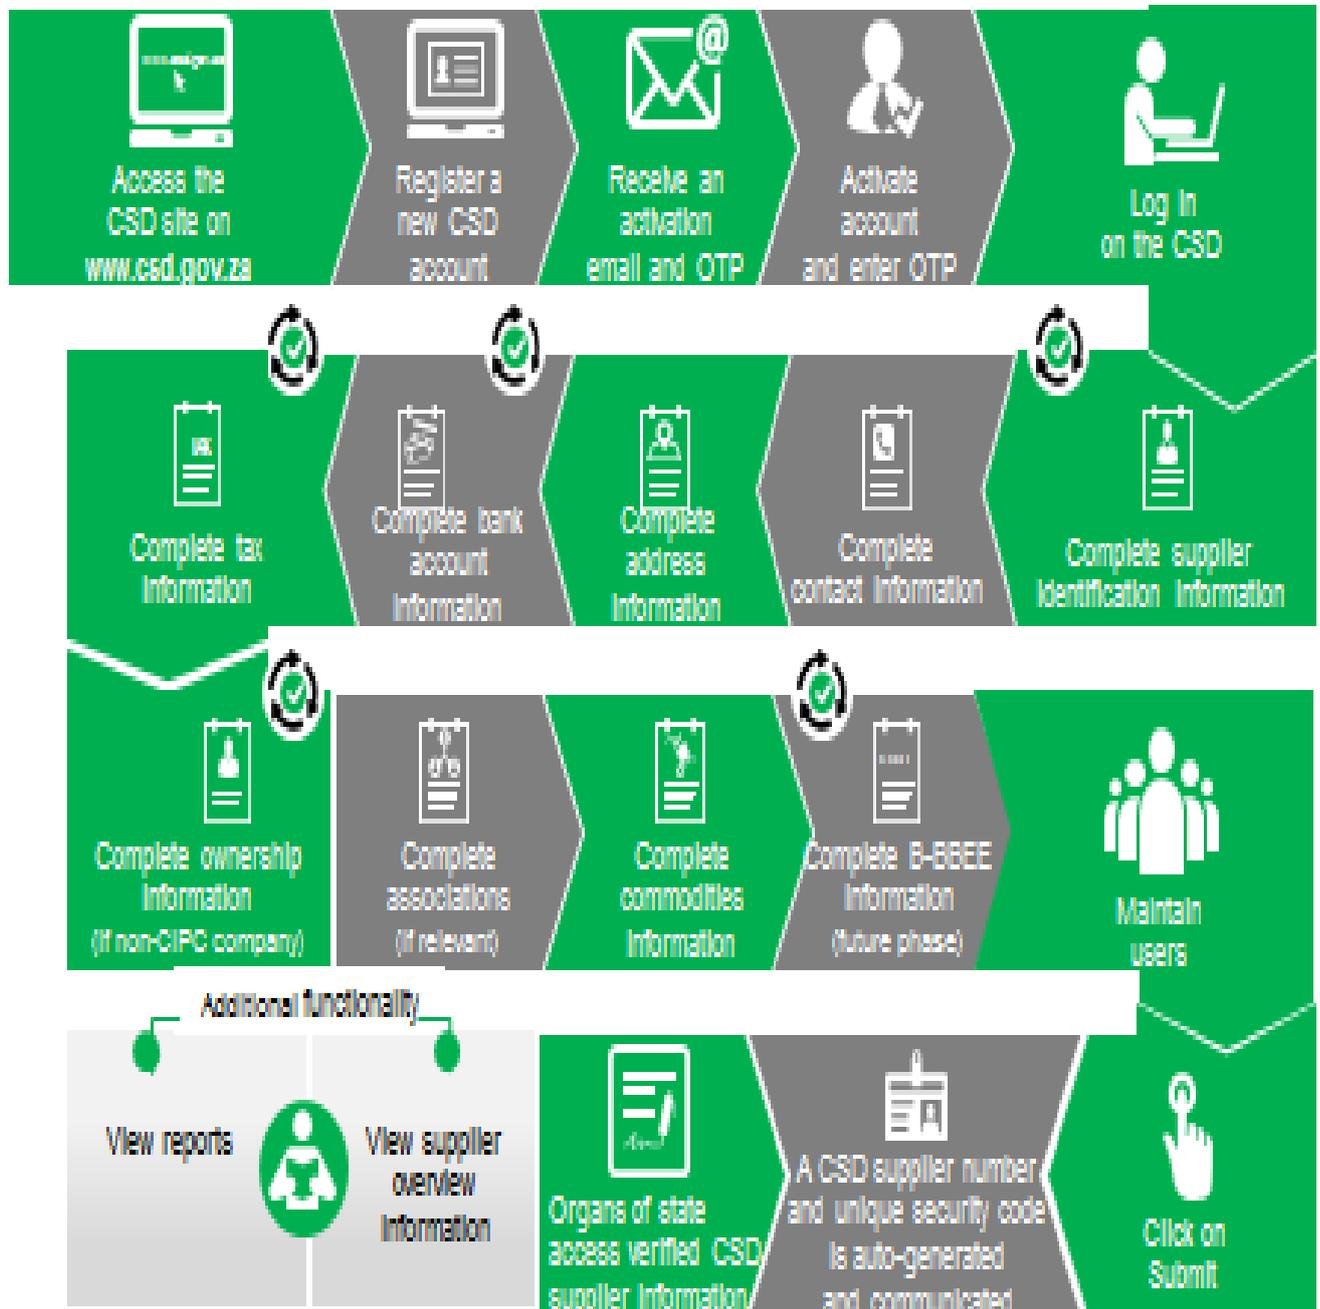 Access the
CSD site on
www.csd.gov.za
Register a
new CSD
account
Receive an
activation
email and OTP
Activate
account
and enter OTP
Log in
on the CSD
Complete tax
information
Complete bank
account
information
Complete
address
information
Complete
contact information
Complete supplier
identification information
Complete ownership
information
(if non-CIPC company)
Complete
associations
(if relevant)
Complete
commodities
information
Complete B-BBEE
information
(future phase)
Maintain
users
Additional functionality
View reports
View supplier
overview
information
Organs of state
access verified CSD
supplier information
A CSD supplier number
and unique security code
is auto-generated
and communicated
Click on
Submit